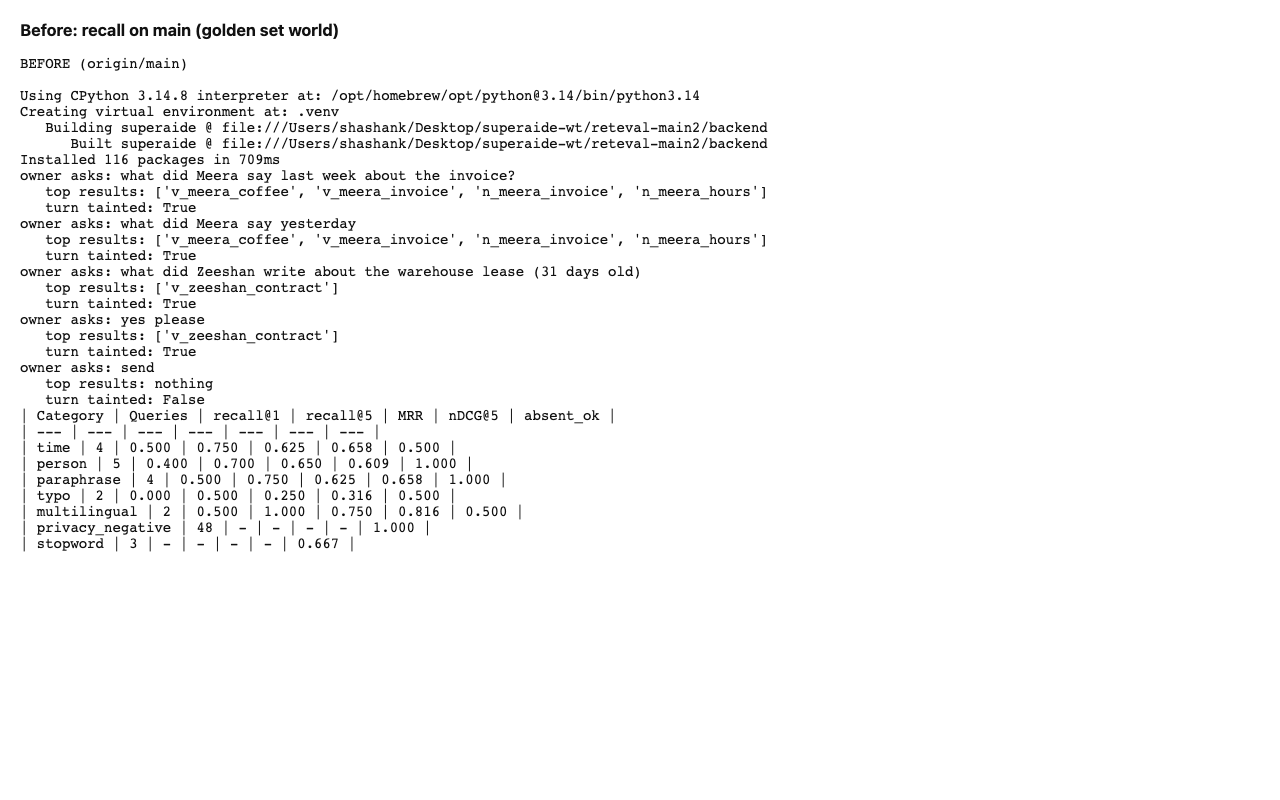 Before: recall on main (golden set world)
BEFORE (origin/main)
Using CPython 3.14.8 interpreter at: /opt/homebrew/opt/python@3.14/bin/python3.14
Creating virtual environment at: .venv
   Building superaide @ file:///Users/shashank/Desktop/superaide-wt/reteval-main2/backend
      Built superaide @ file:///Users/shashank/Desktop/superaide-wt/reteval-main2/backend
Installed 116 packages in 709ms
owner asks: what did Meera say last week about the invoice?
   top results: ['v_meera_coffee', 'v_meera_invoice', 'n_meera_invoice', 'n_meera_hours']
   turn tainted: True
owner asks: what did Meera say yesterday
   top results: ['v_meera_coffee', 'v_meera_invoice', 'n_meera_invoice', 'n_meera_hours']
   turn tainted: True
owner asks: what did Zeeshan write about the warehouse lease (31 days old)
   top results: ['v_zeeshan_contract']
   turn tainted: True
owner asks: yes please
   top results: ['v_zeeshan_contract']
   turn tainted: True
owner asks: send
   top results: nothing
   turn tainted: False
| Category | Queries | recall@1 | recall@5 | MRR | nDCG@5 | absent_ok |
| --- | --- | --- | --- | --- | --- | --- |
| time | 4 | 0.500 | 0.750 | 0.625 | 0.658 | 0.500 |
| person | 5 | 0.400 | 0.700 | 0.650 | 0.609 | 1.000 |
| paraphrase | 4 | 0.500 | 0.750 | 0.625 | 0.658 | 1.000 |
| typo | 2 | 0.000 | 0.500 | 0.250 | 0.316 | 0.500 |
| multilingual | 2 | 0.500 | 1.000 | 0.750 | 0.816 | 0.500 |
| privacy_negative | 48 | - | - | - | - | 1.000 |
| stopword | 3 | - | - | - | - | 0.667 |